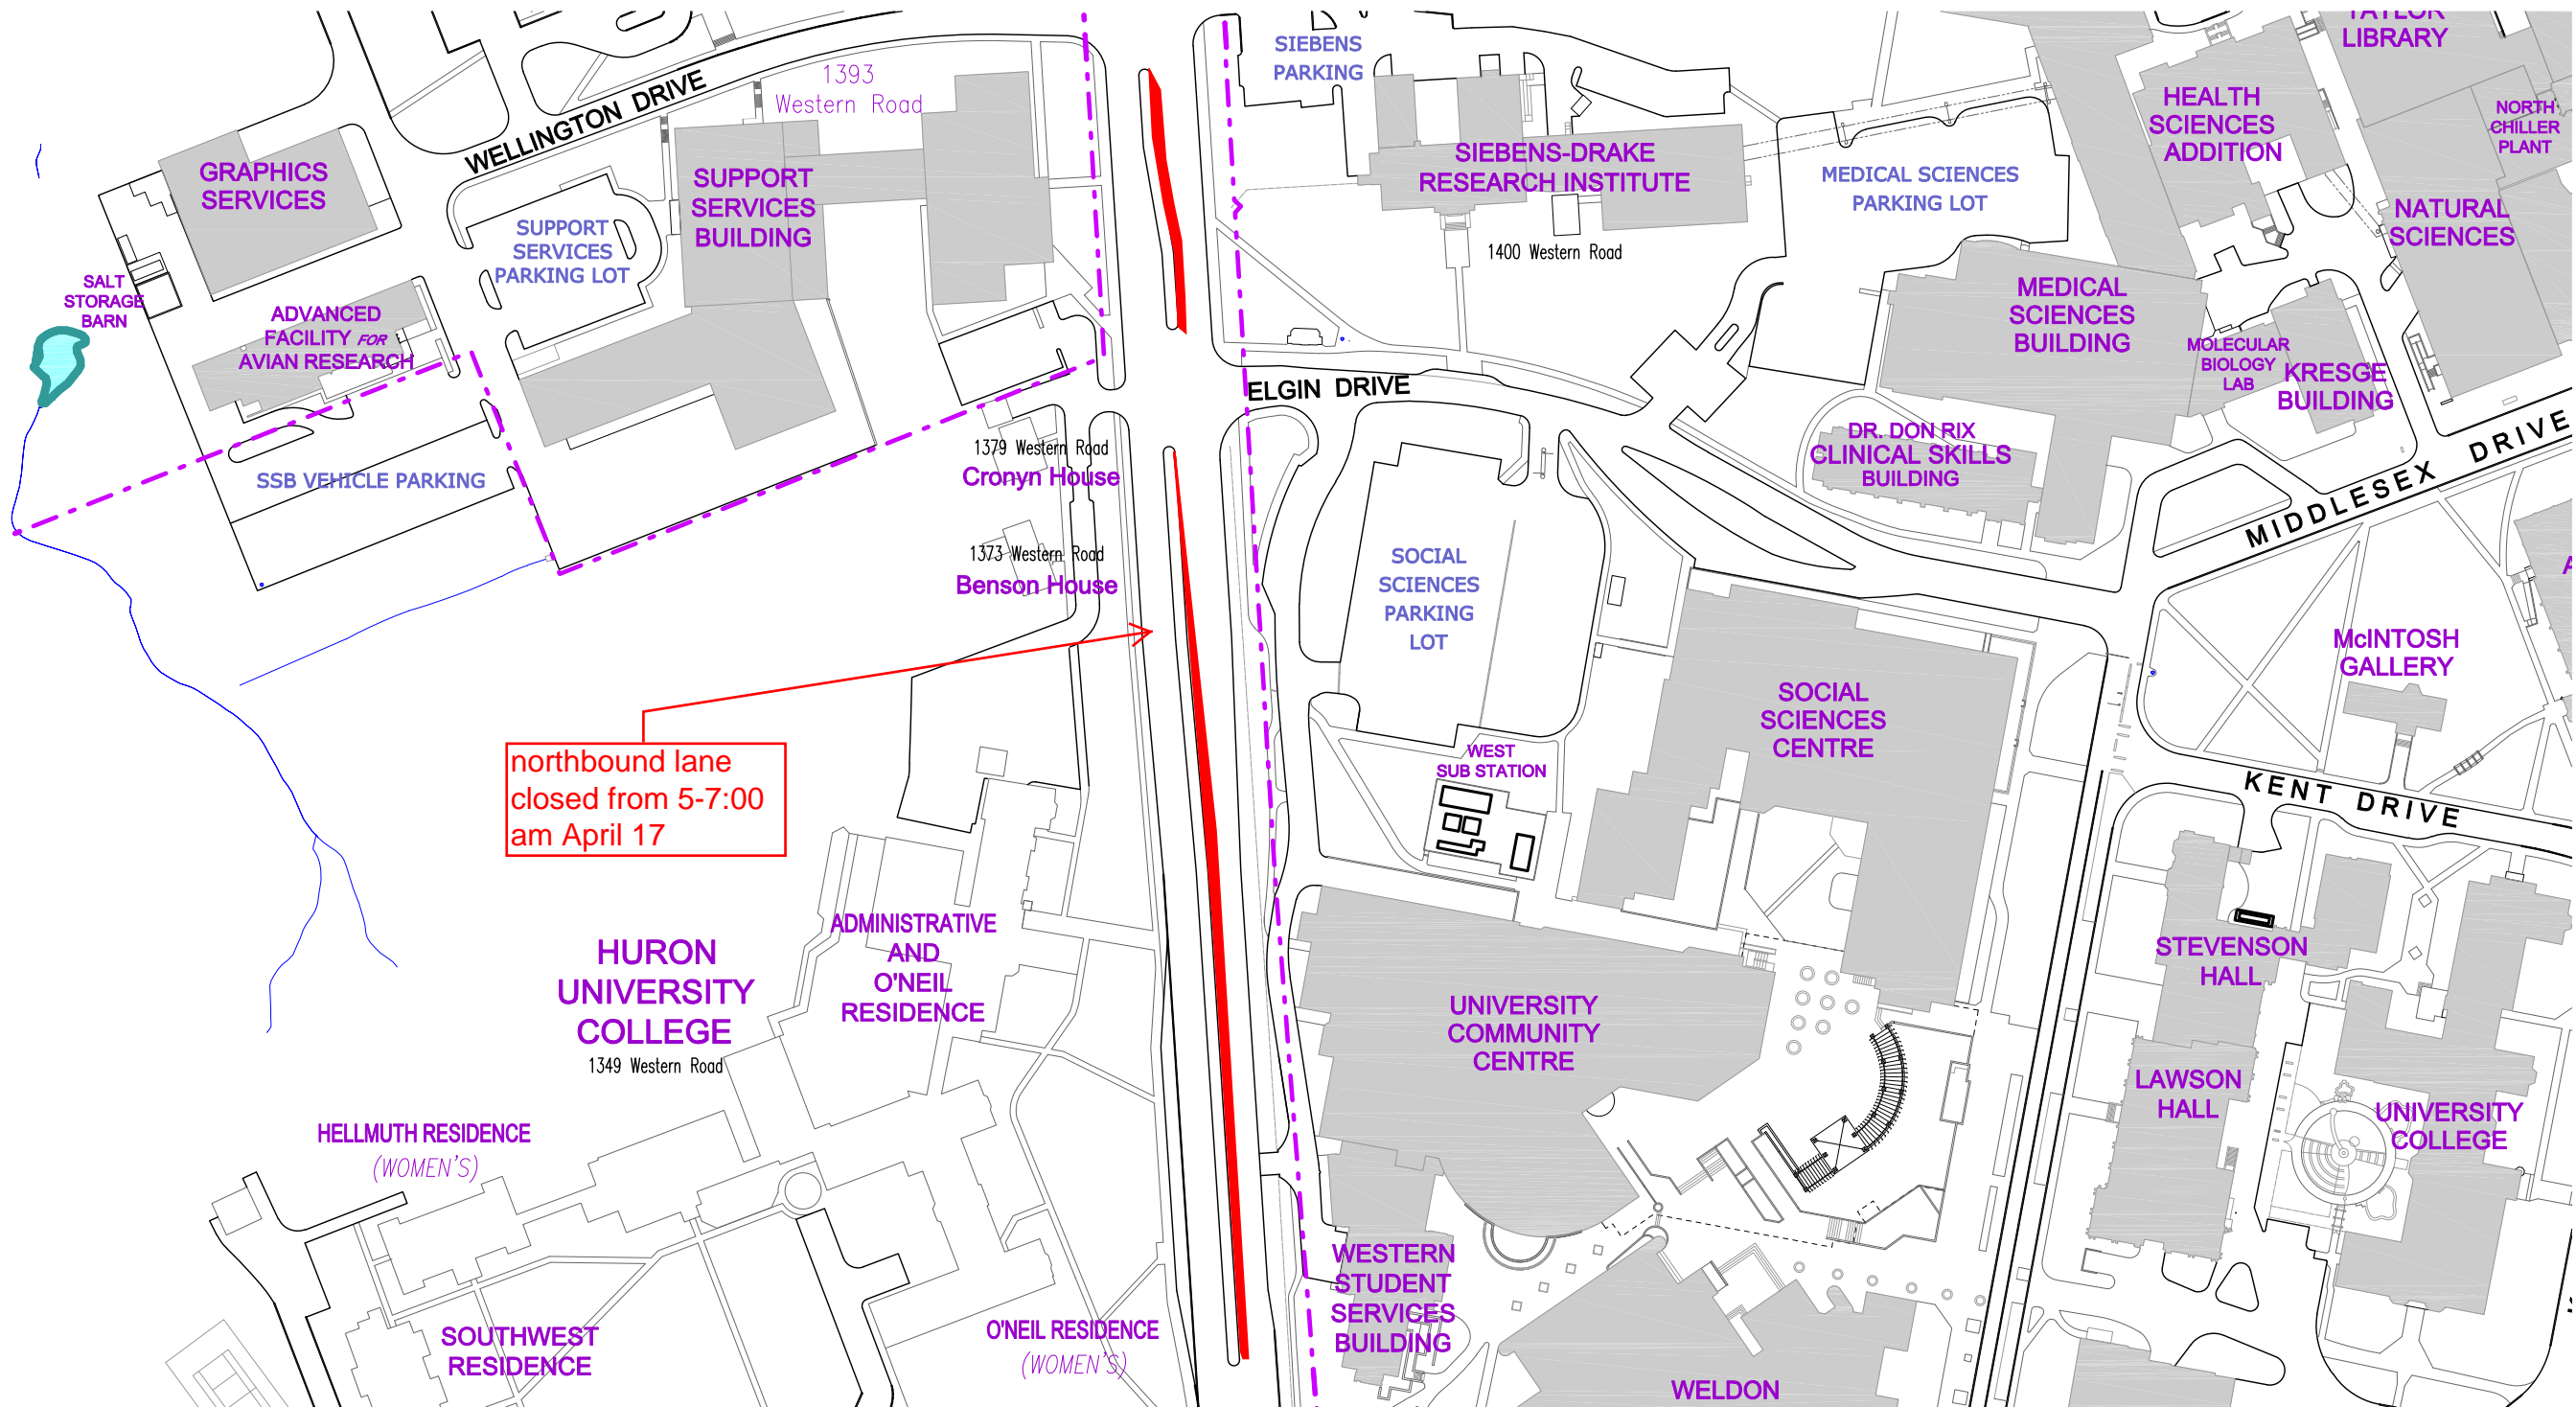 TAYLOR
LIBRARY
SIEBENS
PARKING
1393
Western Road
WELLINGTON DRIVE
HEALTH
SCIENCES
ADDITION
NORTH
CHILLER
PLANT
GRAPHICS
SERVICES
SUPPORT
SERVICES
BUILDING
SIEBENS-DRAKE
RESEARCH INSTITUTE
MEDICAL SCIENCES
PARKING LOT
NATURAL
SCIENCES
SUPPORT
SERVICES
PARKING LOT
1400 Western Road
SALT
STORAGE
BARN
ADVANCED
FACILITY FOR
AVIAN RESEARCH
MEDICAL
SCIENCES
BUILDING
MOLECULAR
BIOLOGY
LAB
KRESGE
BUILDING
ELGIN DRIVE
MIDDLESEX DRIVE
1379 Western Road
Cronyn House
DR. DON RIX
CLINICAL SKILLS
BUILDING
SSB VEHICLE PARKING
1373 Western Road
Benson House
SOCIAL
SCIENCES
PARKING
LOT
A
McINTOSH
GALLERY
SOCIAL
SCIENCES
CENTRE
northbound lane
closed from 5-7:00
am April 17
WEST
SUB STATION
KENT DRIVE
HURON
UNIVERSITY
COLLEGE
1349 Western Road
ADMINISTRATIVE
AND
O'NEIL
RESIDENCE
STEVENSON
HALL
UNIVERSITY
COMMUNITY
CENTRE
LAWSON
HALL
UNIVERSITY
COLLEGE
HELLMUTH RESIDENCE
(WOMEN'S)
WESTERN
STUDENT
SERVICES
BUILDING
SOUTHWEST
RESIDENCE
O'NEIL RESIDENCE
(WOMEN'S)
WELDON